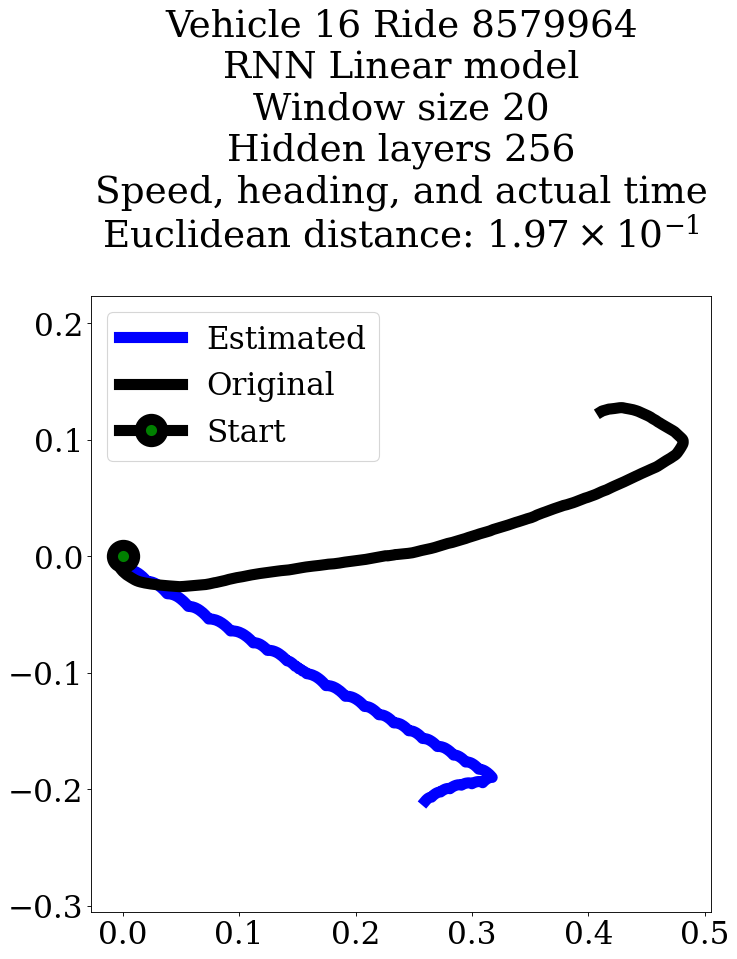 Vehicle 16 Ride 8579964
RNN Linear model
Window size 20
Hidden layers 256
Speed, heading, and actual time
Euclidean distance: 1.97 × 10⁻¹
Estimated
Original
Start
0.2
0.1
0.0
−0.1
−0.2
−0.3
0.0 0.1 0.2 0.3 0.4 0.5